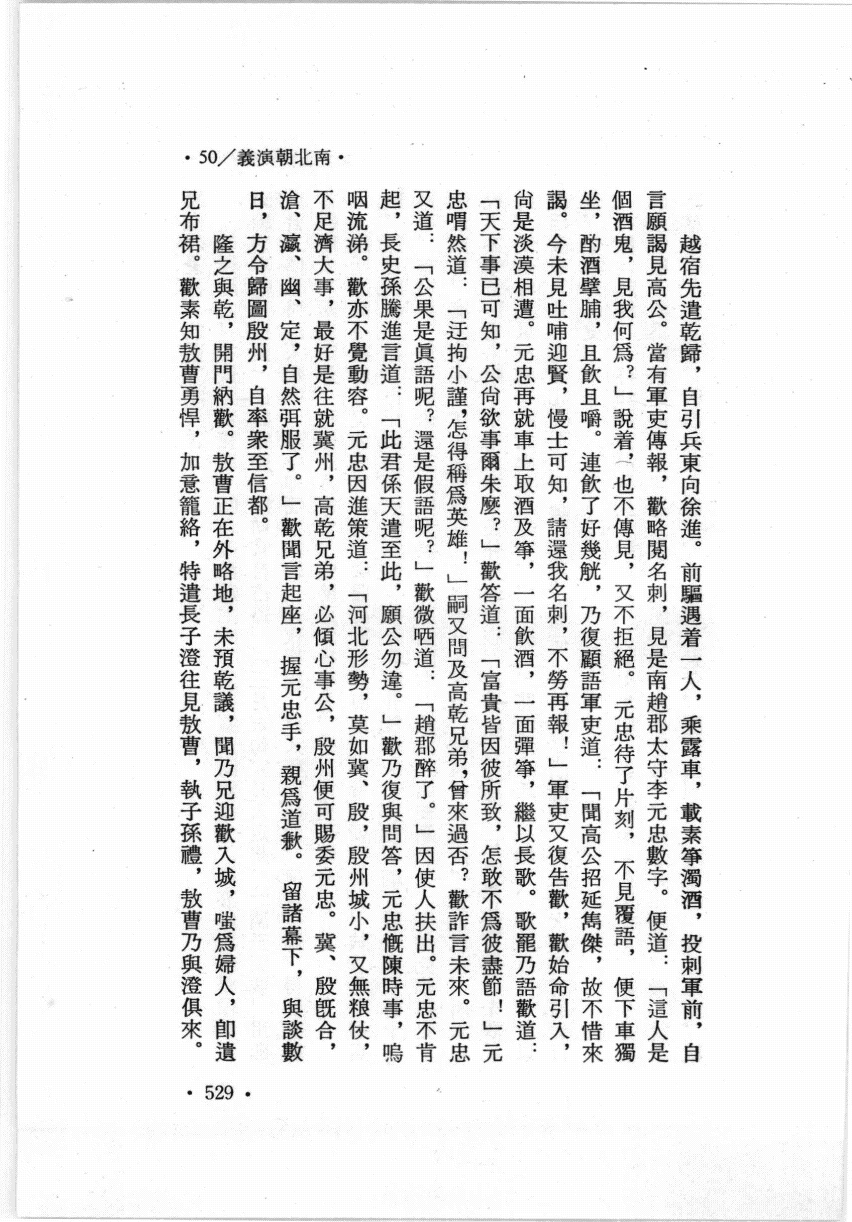 •50／義演朝北南•
越宿先遣乾歸，自引兵東向徐進。前驅遇着一人，乘露車，載素箏濁酒，投刺軍前，自
言願謁見高公。當有軍吏傳報，歡略閱名刺，見是南趙郡太守李元忠數字。便道：「這人是
個酒鬼，見我何爲？」說着，也不傳見，又不拒絕。元忠待了片刻，不見覆語，便下車獨
坐，酌酒擘脯，且飲且嚼。連飲了好幾觥，乃復顧語軍吏道：「聞高公招延雋傑，故不惜來
謁。今未見吐哺迎賢，慢士可知，請還我名刺，不勞再報！」軍吏又復告歡，歡始命引入，
尙是淡漠相遭。元忠再就車上取酒及箏，一面飲酒，一面彈箏，繼以長歌。歌罷乃語歡道：
「天下事已可知，公尙欲事爾朱麼？」歡答道：「富貴皆因彼所致，怎敢不爲彼盡節！」元
忠喟然道：「迂拘小謹，怎得稱爲英雄！」嗣又問及高乾兄弟，曾來過否？歡詐言未來。元忠
又道：「公果是眞語呢？還是假語呢？」歡微哂道：「趙郡醉了。」因使人扶出。元忠不肯
起，長史孫騰進言道：「此君係天遣至此，願公勿違。」歡乃復與問答，元忠慨陳時事，嗚
咽流涕。歡亦不覺動容。元忠因進策道：「河北形勢，莫如冀、殷，殷州城小，又無粮仗，
不足濟大事，最好是往就冀州，高乾兄弟，必傾心事公，殷州便可賜委元忠。冀、殷旣合，
滄、瀛、幽、定，自然弭服了。」歡聞言起座，握元忠手，親爲道歉。留諸幕下，與談數
日，方令歸圖殷州，自率衆至信都。
隆之與乾，開門納歡。敖曹正在外略地，未預乾議，聞乃兄迎歡入城，嗤爲婦人，卽遺
兄布裙。歡素知敖曹勇悍，加意籠絡，特遣長子澄往見敖曹，執子孫禮，敖曹乃與澄俱來。
•529•